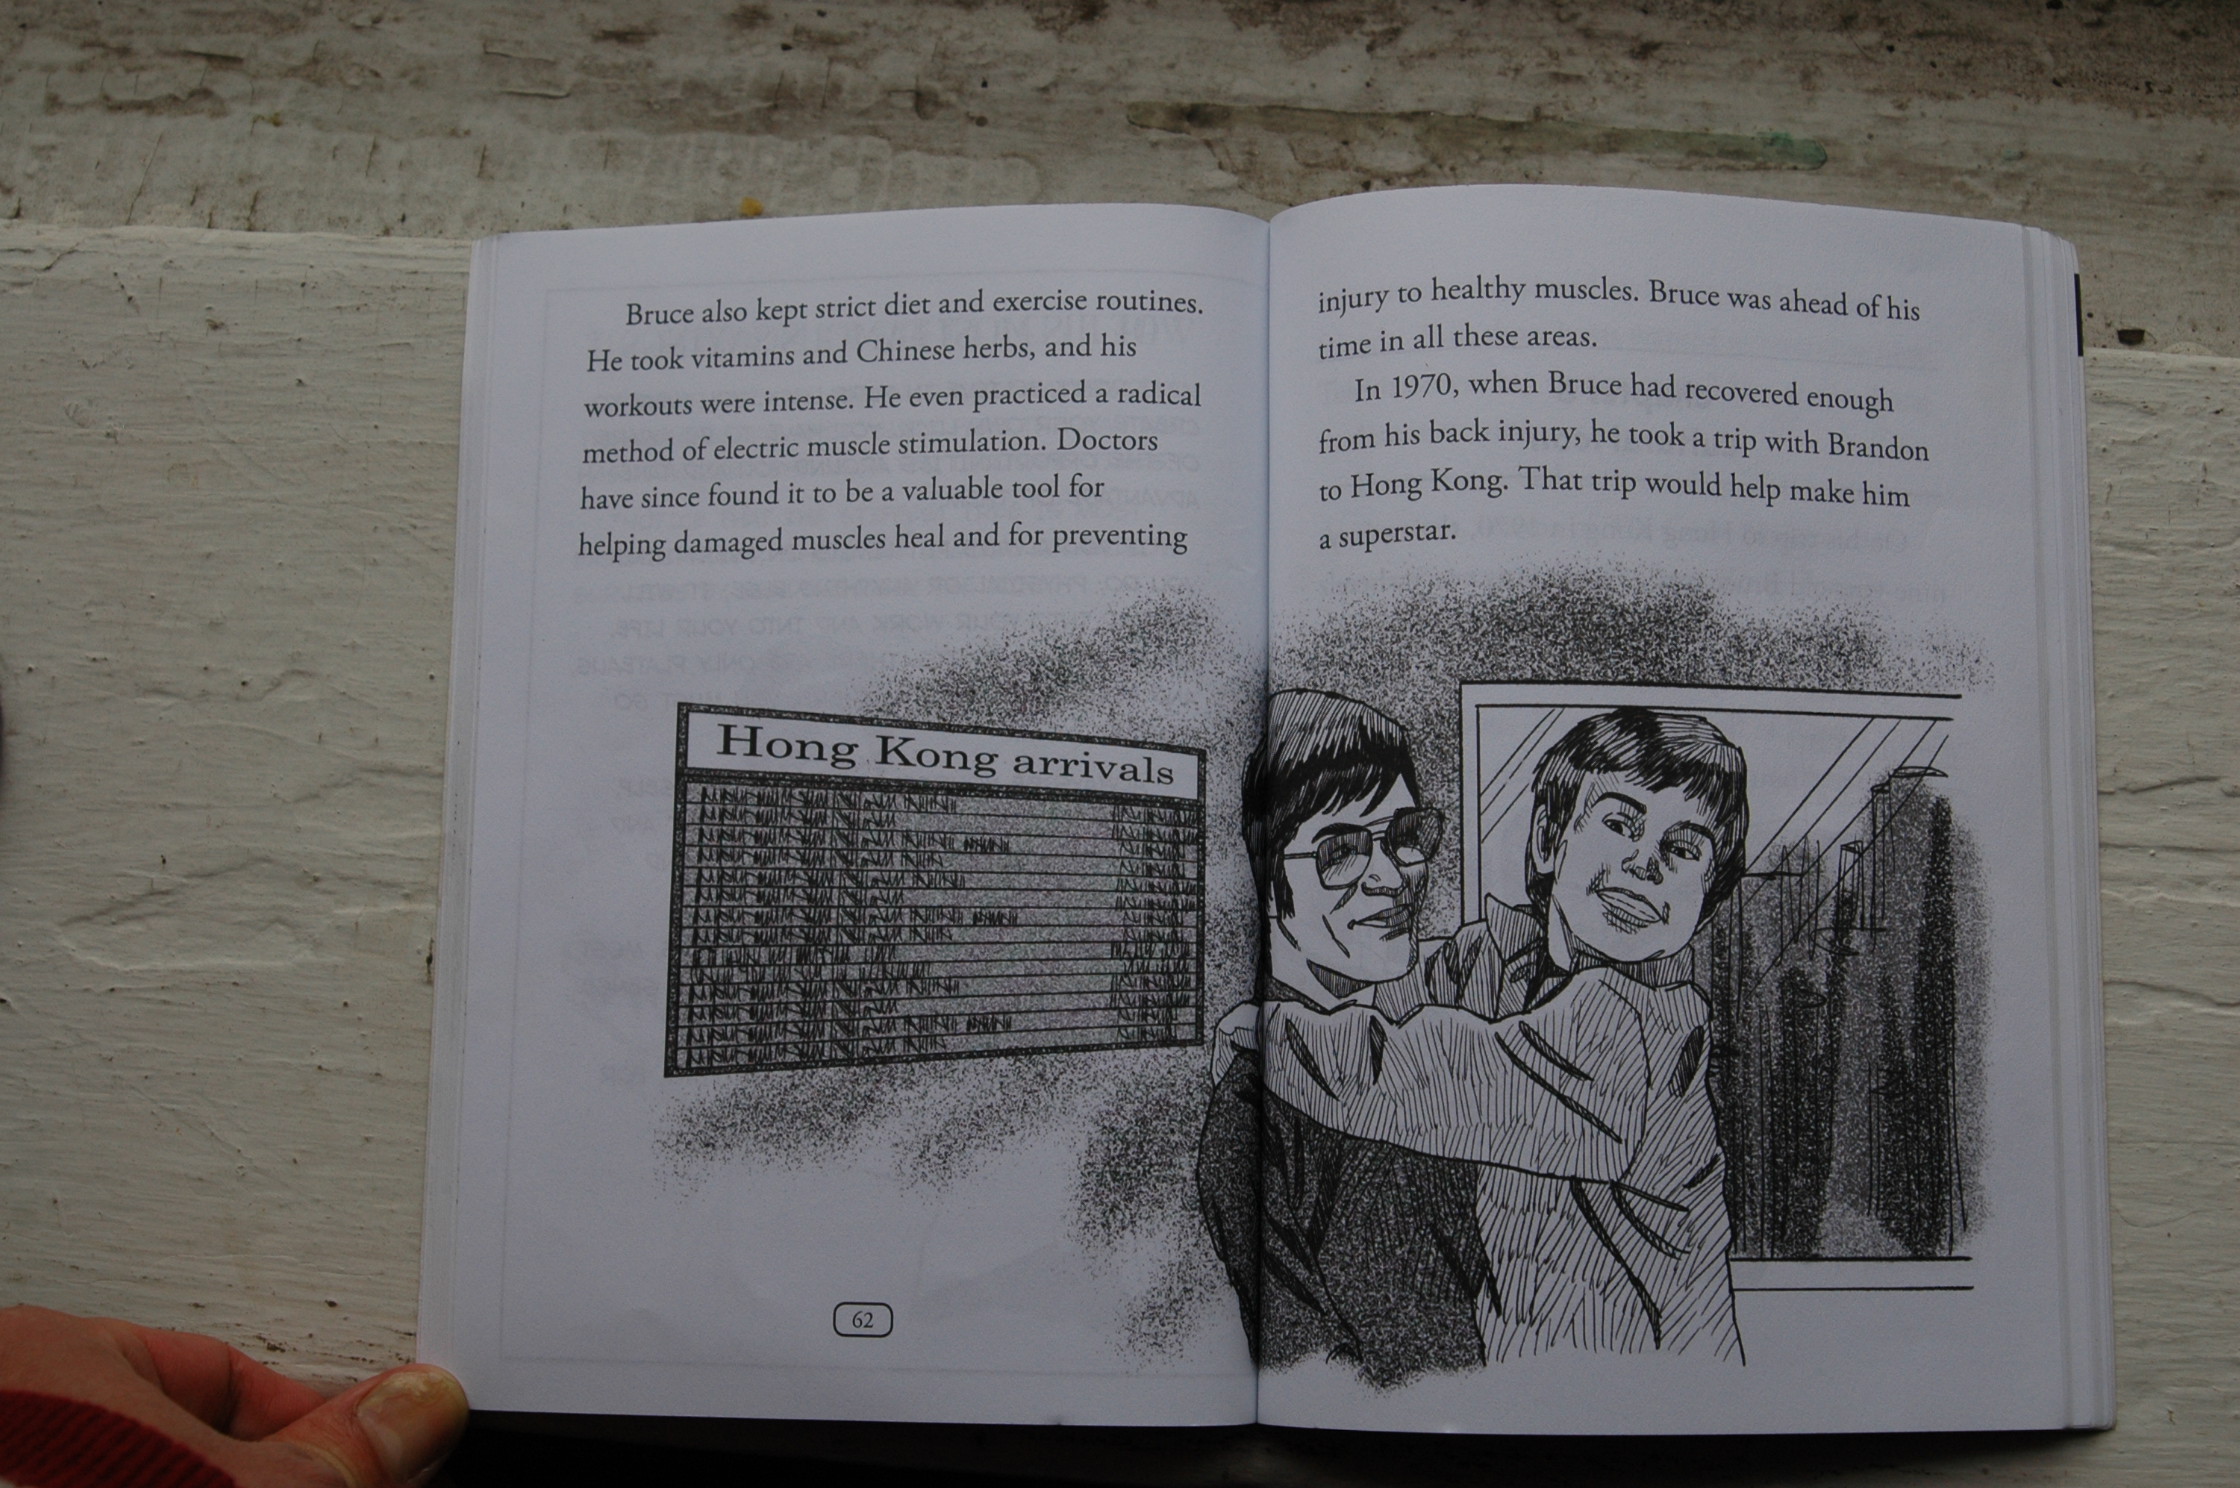 Bruce also kept strict diet and exercise routines.
He took vitamins and Chinese herbs, and his
workouts were intense. He even practiced a radical
method of electric muscle stimulation. Doctors
have since found it to be a valuable tool for
helping damaged muscles heal and for preventing
Hong Kong arrivals
62
injury to healthy muscles. Bruce was ahead of his
time in all these areas.
In 1970, when Bruce had recovered enough
from his back injury, he took a trip with Brandon
to Hong Kong. That trip would help make him
a superstar.